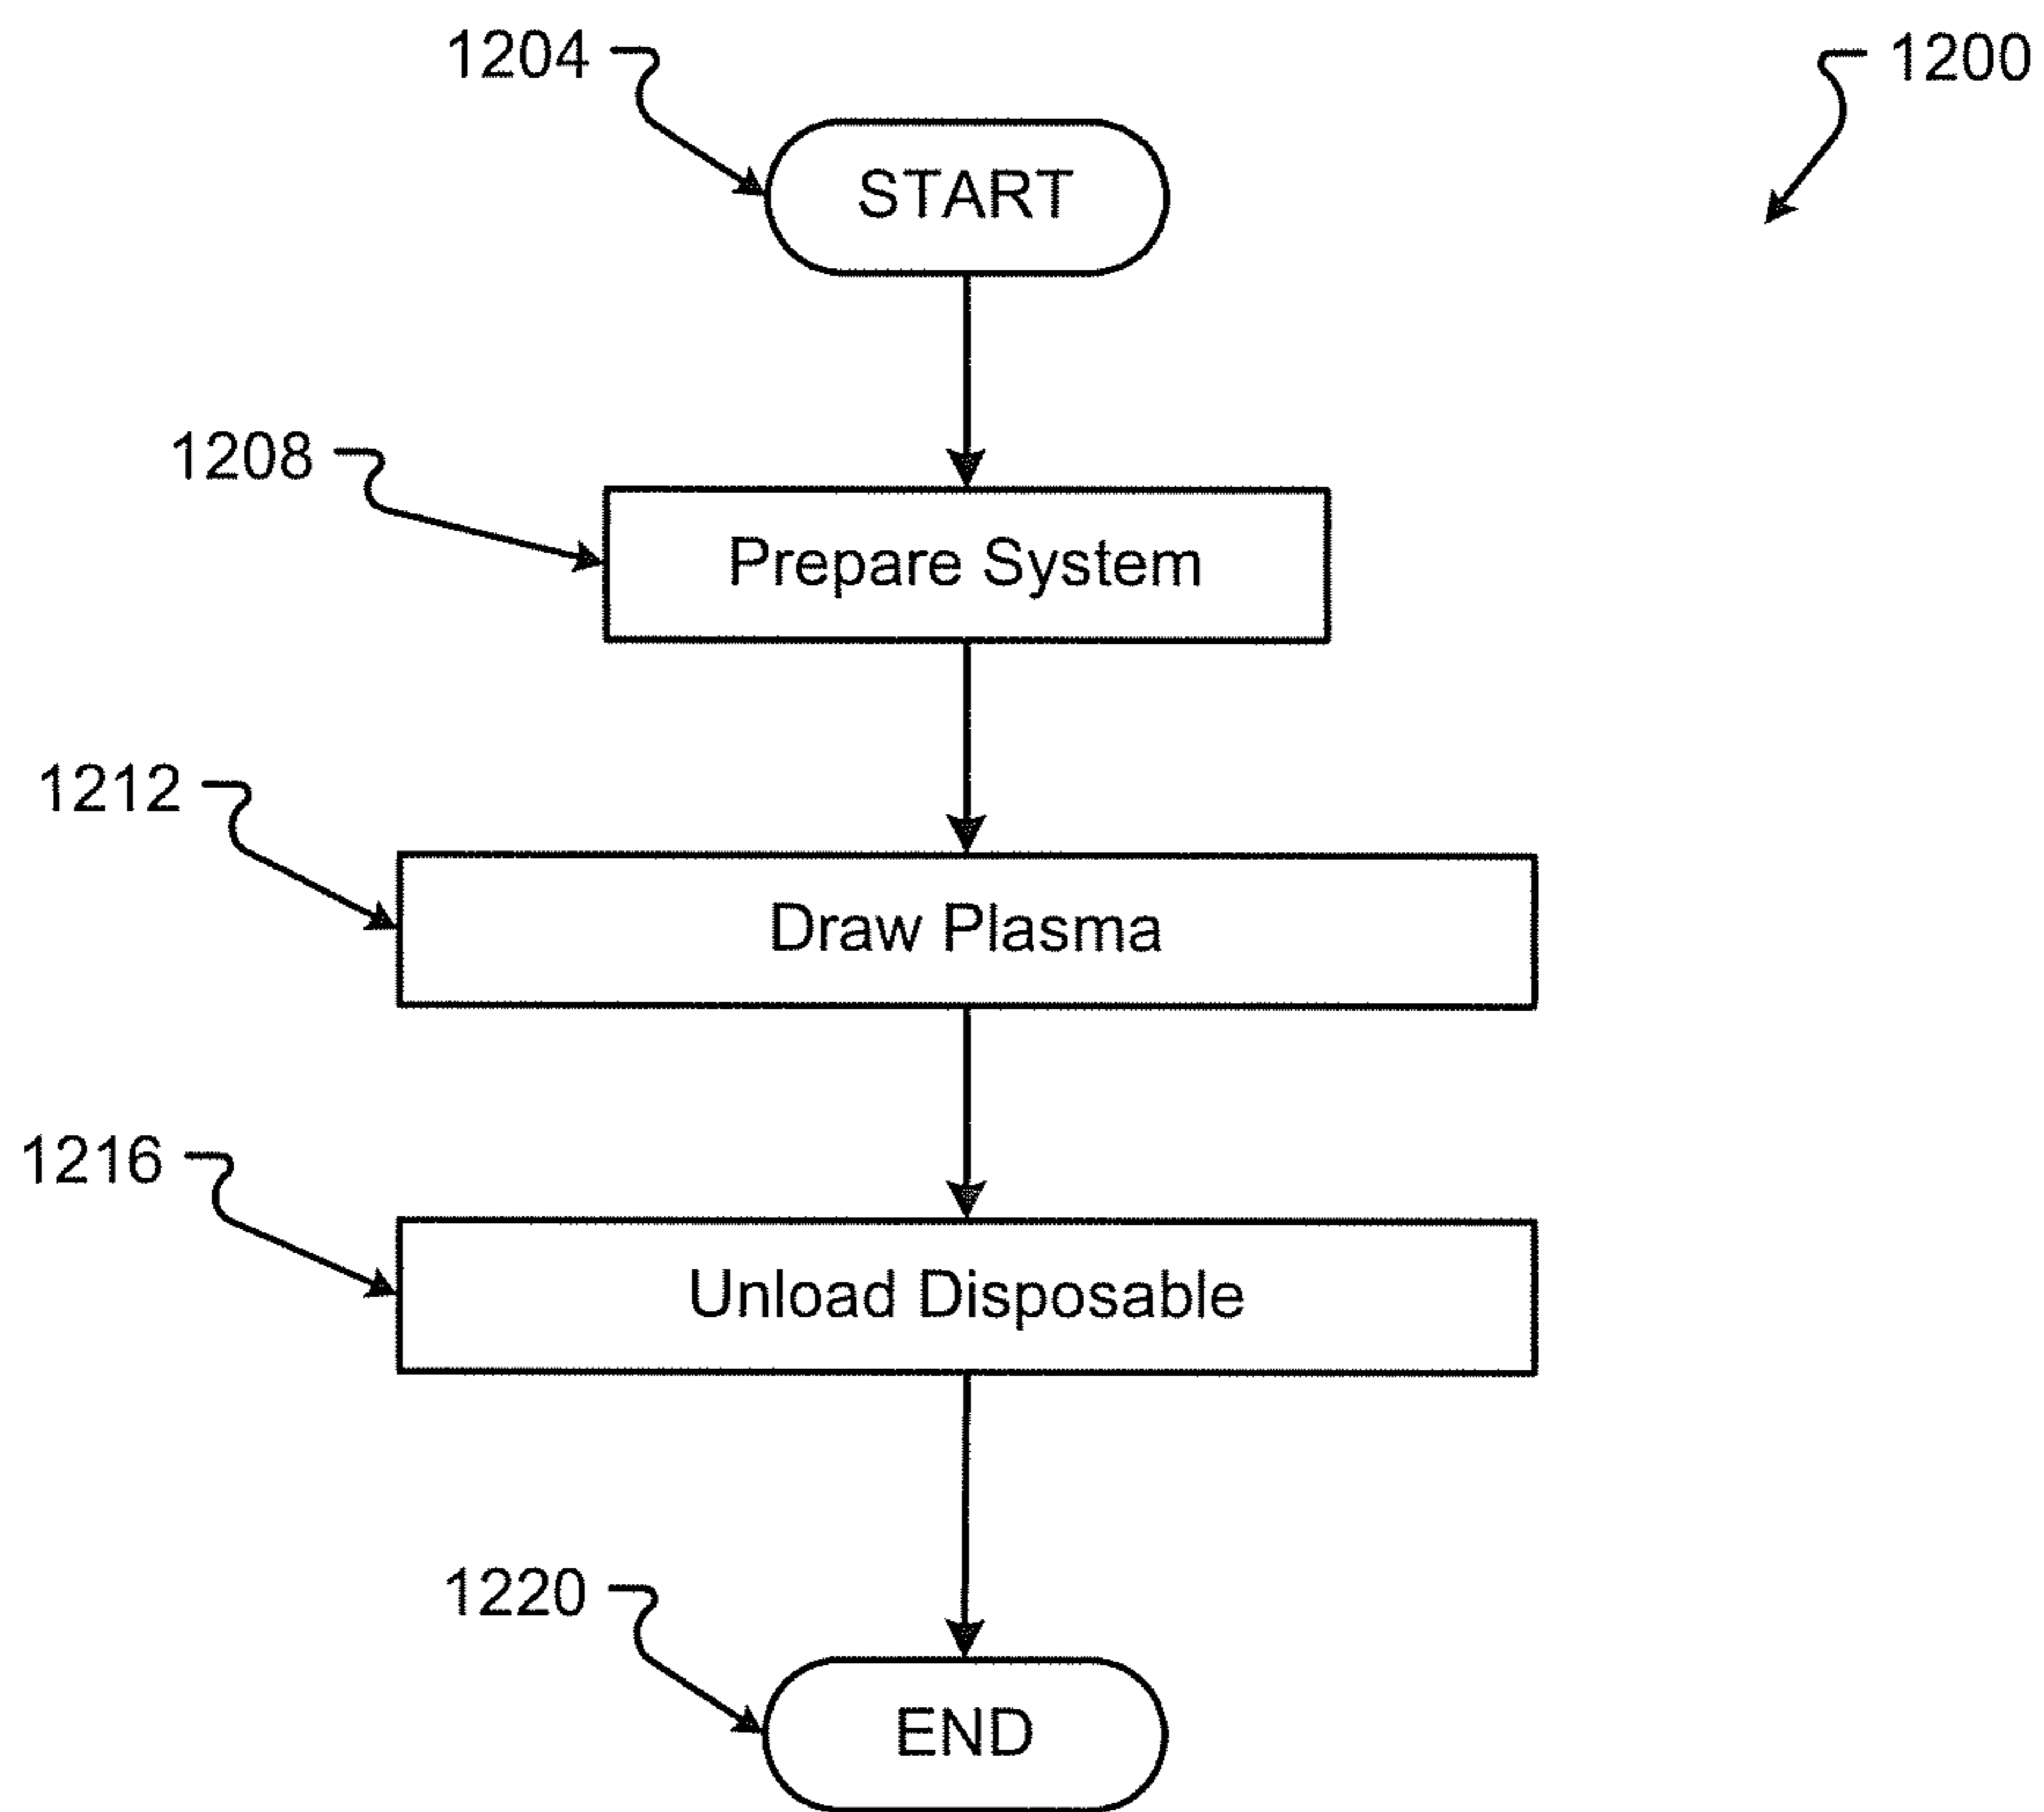 1204
1200
START
1208
Prepare System
1212
Draw Plasma
1216
Unload Disposable
1220
END